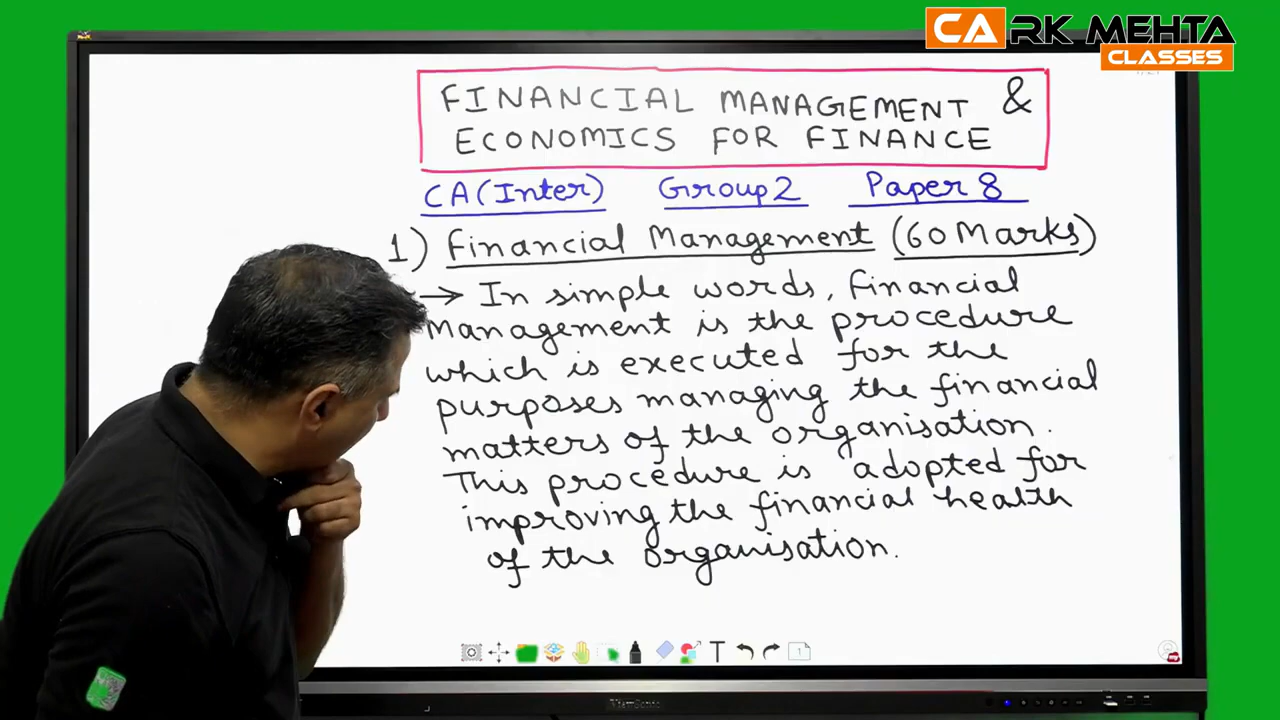 CA RK MEHTA
CLASSES
FINANCIAL MANAGEMENT &
ECONOMICS FOR FINANCE
CA (Inter) Group 2 Paper 8
1) Financial Management (60 Marks)
→ In simple words, financial
management is the procedure
which is executed for the
purposes managing the financial
matters of the organisation.
This procedure is adopted for
improving the financial health
of the organisation.
T
1
ViewSonic